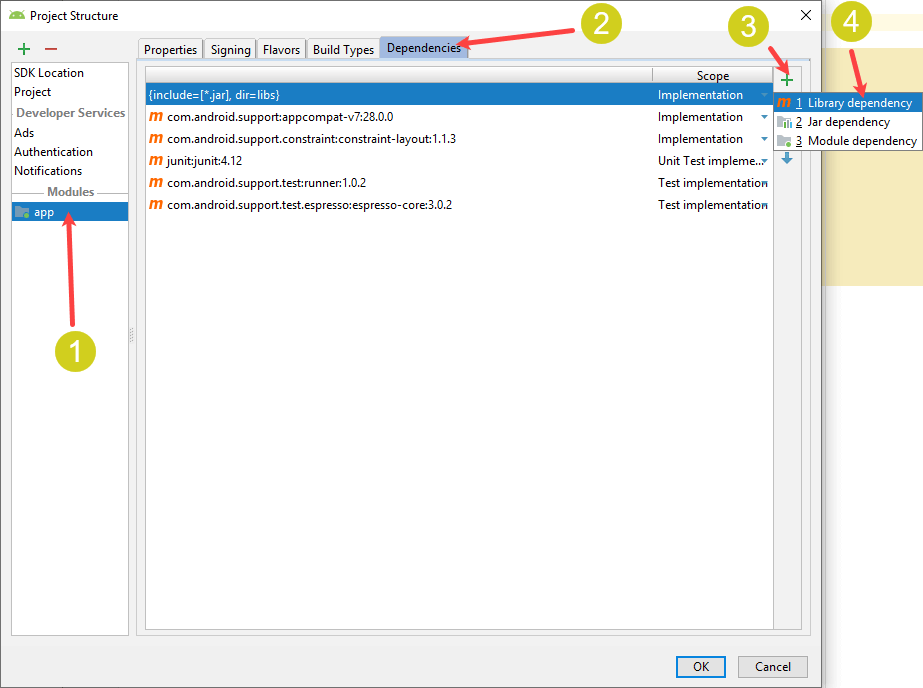 Project Structure
2
3
4
Properties
Signing
Flavors
Build Types
Dependencies
SDK Location
Project
Developer Services
Ads
Authentication
Notifications
Modules
app
1
Scope
{include=[*.jar], dir=libs} Implementation
m com.android.support:appcompat-v7:28.0.0 Implementation
m com.android.support.constraint:constraint-layout:1.1.3 Implementation
m junit:junit:4.12 Unit Test impleme...
m com.android.support.test:runner:1.0.2 Test implementation
m com.android.support.test.espresso:espresso-core:3.0.2 Test implementation
m 1 Library dependency
2 Jar dependency
3 Module dependency
OK
Cancel